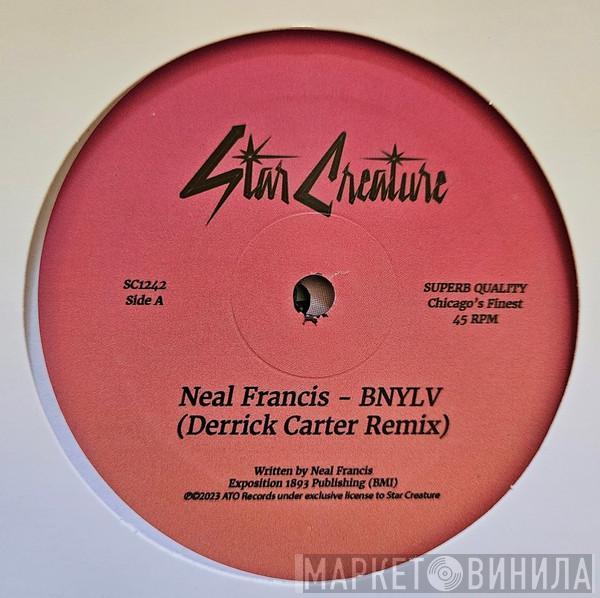 Star Creature
SC1242
Side A
SUPERB QUALITY
Chicago's Finest
45 RPM
Neal Francis – BNYLV
(Derrick Carter Remix)
Written by Neal Francis
Exposition 1893 Publishing (BMI)
℗©2023 ATO Records under exclusive license to Star Creature
МАРКЕТ ВИНИЛА